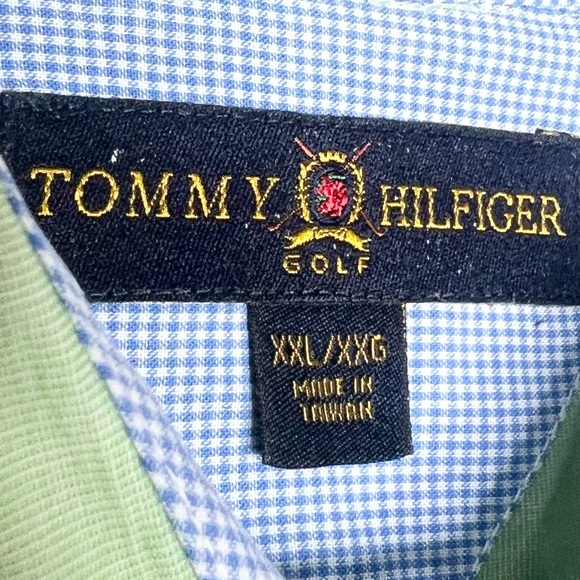 TOMMY HILFIGER
GOLF
XXL/XXG
MADE IN
TAIWAN